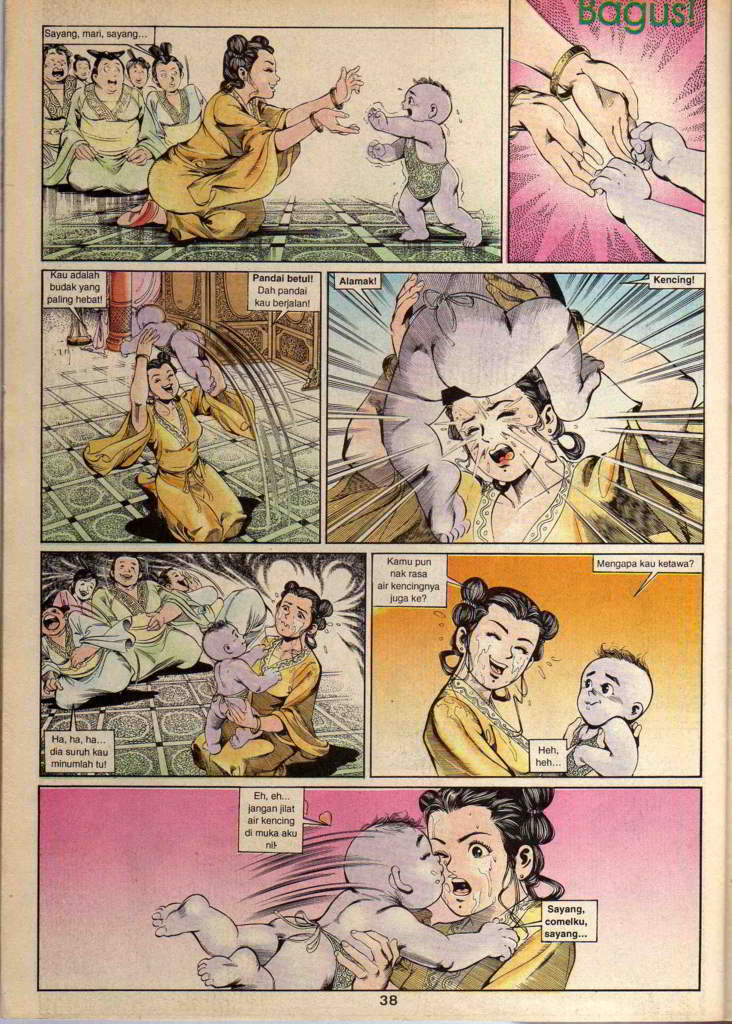 Sayang, mari, sayang...
Bagus!
Kau adalah
budak yang
paling hebat!
Pandai betul!
Dah pandai
kau berjalan!
Alamak!
Kencing!
Ha, ha, ha...
dia suruh kau
minumlah tu!
Kamu pun
nak rasa
air kencingnya
juga ke?
Mengapa kau ketawa?
Heh,
heh...
Eh, eh...
jangan jilat
air kencing
di muka aku
ni!
Sayang,
comelku,
sayang...
38